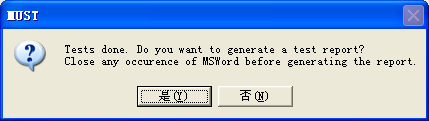 MUST
Tests done. Do you want to generate a test report?
Close any occurence of MSWord before generating the report.
是(Y) 否(N)